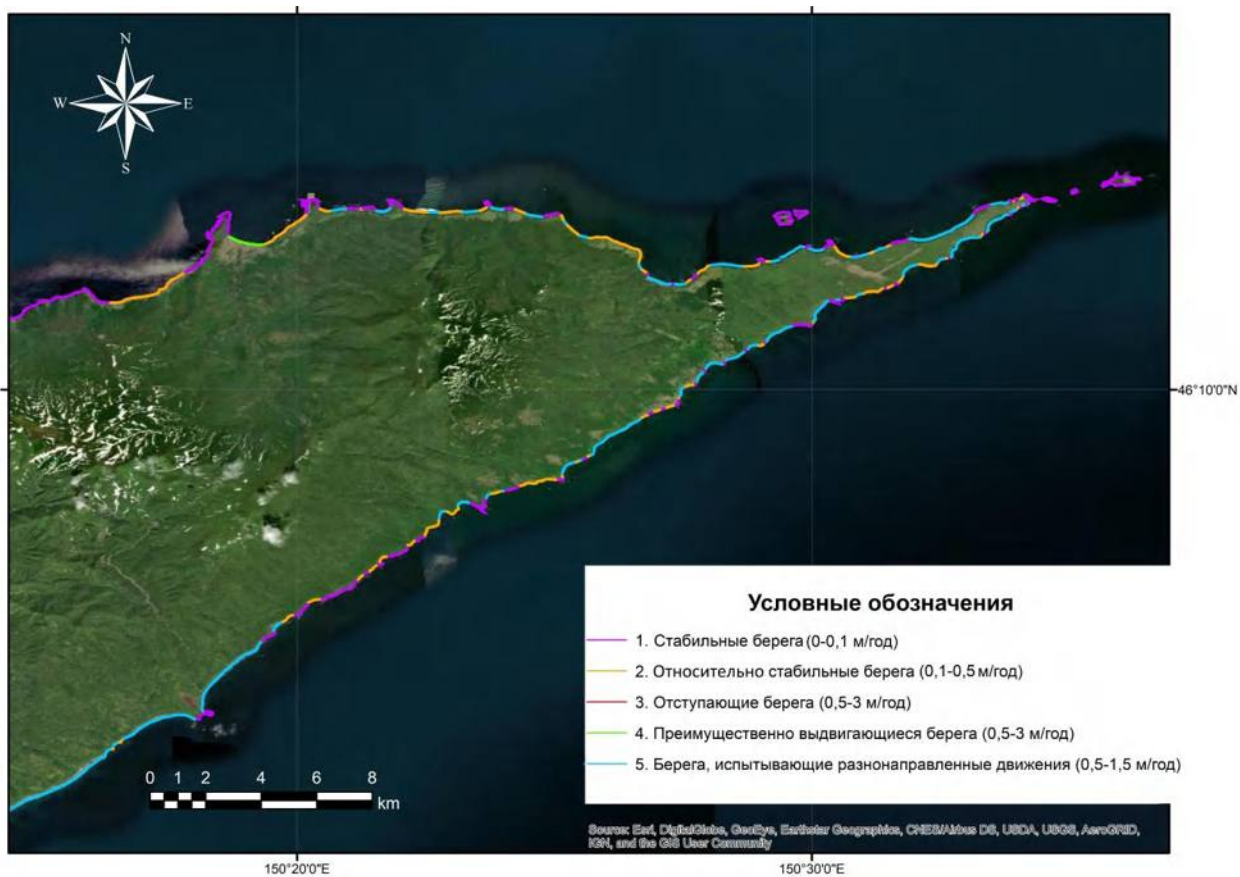 N
W E
S
46°10'0"N
Условные обозначения
1. Стабильные берега (0-0,1 м/год)
2. Относительно стабильные берега (0,1-0,5 м/год)
3. Отступающие берега (0,5-3 м/год)
4. Преимущественно выдвигающиеся берега (0,5-3 м/год)
5. Берега, испытывающие разнонаправленные движения (0,5-1,5 м/год)
0 1 2 4 6 8
km
Source: Esri, DigitalGlobe, GeoEye, Earthstar Geographics, CNES/Airbus DS, USDA, USGS, AeroGRID,
IGN, and the GIS User Community
150°20'0"E 150°30'0"E